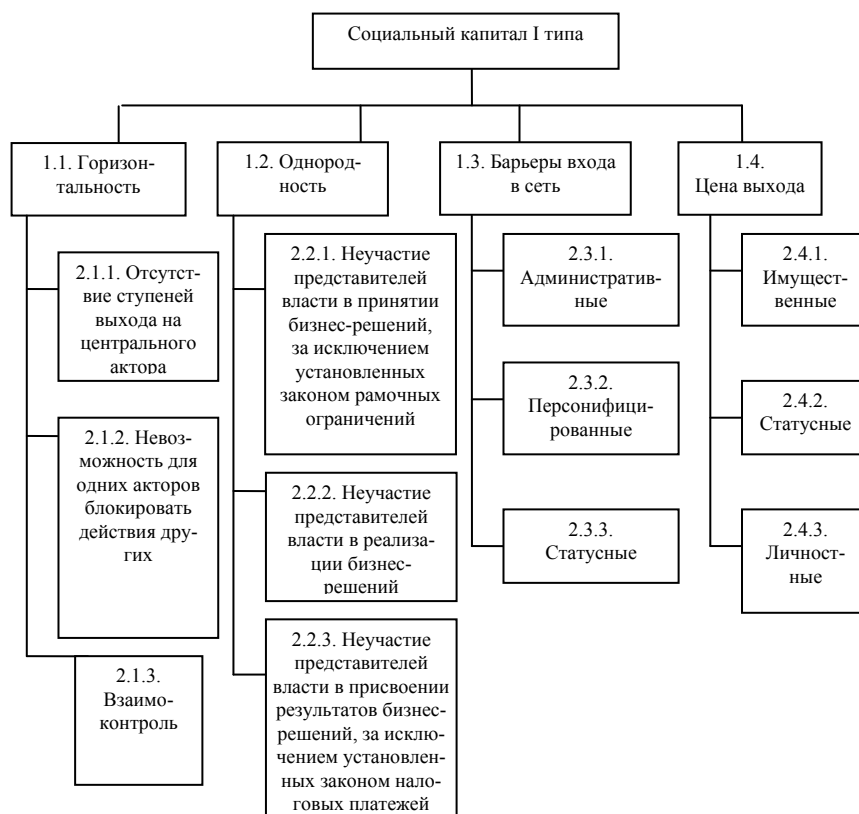 Социальный капитал I типа
1.1. Горизон-
тальность
1.2. Однород-
ность
1.3. Барьеры входа
в сеть
1.4.
Цена выхода
2.1.1. Отсутст-
вие ступеней
выхода на
центрального
актора
2.1.2. Невоз-
можность для
одних акторов
блокировать
действия дру-
гих
2.1.3.
Взаимо-
контроль
2.2.1. Неучастие
представителей
власти в принятии
бизнес-решений,
за исключением
установленных
законом рамочных
ограничений
2.2.2. Неучастие
представителей
власти в реализа-
ции бизнес-
решений
2.2.3. Неучастие
представителей
власти в присвоении
результатов бизнес-
решений, за исклю-
чением установлен-
ных законом нало-
говых платежей
2.3.1.
Административ-
ные
2.3.2.
Персонифици-
рованные
2.3.3.
Статусные
2.4.1.
Имущест-
венные
2.4.2.
Статусные
2.4.3.
Личност-
ные